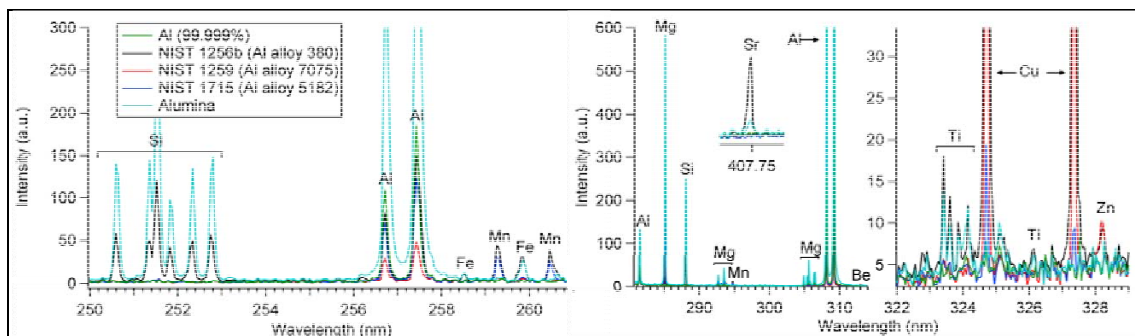 300
250
200
150
100
50
0
Intensity (a.u.)
Al (99.999%)
NIST 1256b (Al alloy 380)
NIST 1259 (Al alloy 7075)
NIST 1715 (Al alloy 5182)
Alumina
Si
Al
Al
Fe
Mn
Fe
Mn
250
252
254
256
258
260
Wavelength (nm)
600
500
400
300
200
100
0
Intensity (a.u.)
Mg
Sr
Al
407.75
Si
Al
Mg
Mn
Mg
Be
290
300
310
Wavelength (nm)
30
25
20
15
10
5
Intensity (a.u.)
Cu
Ti
Ti
Zn
322
324
326
328
Wavelength (nm)